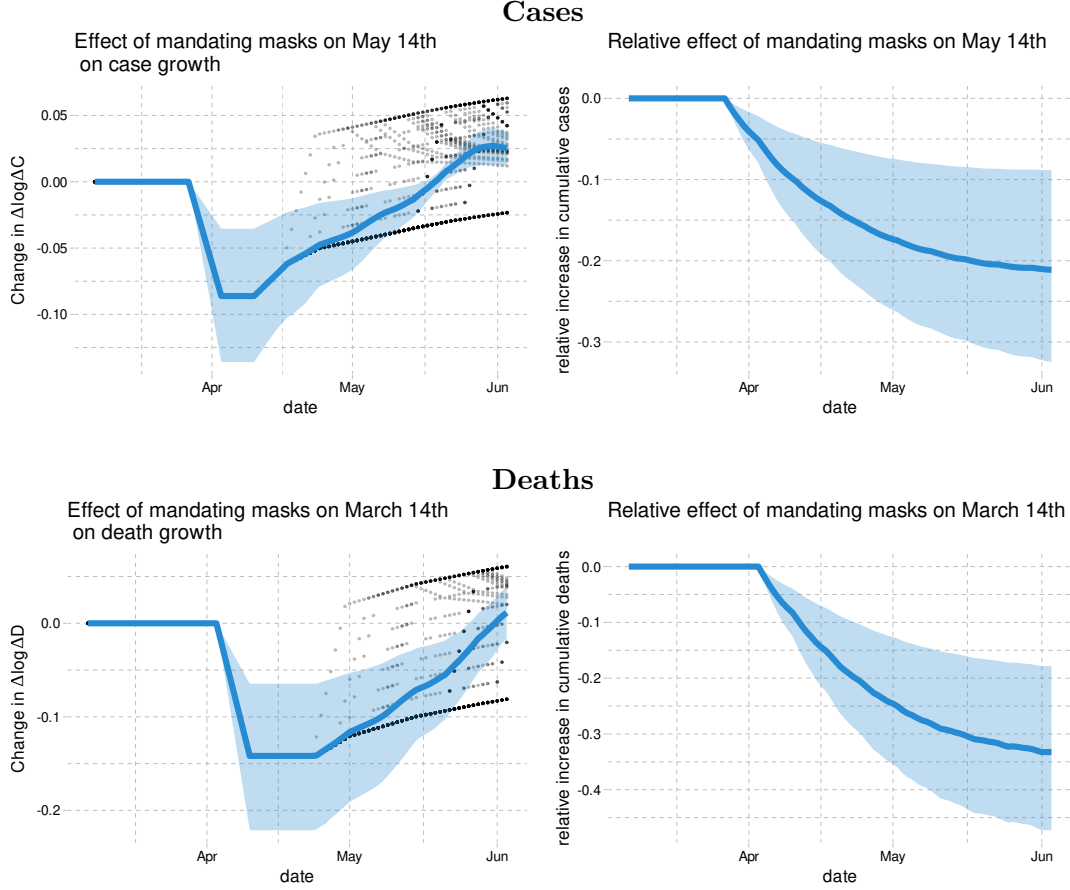 Cases
Effect of mandating masks on May 14th
on case growth
Change in ΔlogΔC
0.05
0.00
-0.05
-0.10
Apr
May
Jun
date
Relative effect of mandating masks on May 14th
relative increase in cumulative cases
0.0
-0.1
-0.2
-0.3
Apr
May
Jun
date
Deaths
Effect of mandating masks on March 14th
on death growth
Change in ΔlogΔD
0.0
-0.1
-0.2
Apr
May
Jun
date
Relative effect of mandating masks on March 14th
relative increase in cumulative deaths
0.0
-0.1
-0.2
-0.3
-0.4
Apr
May
Jun
date